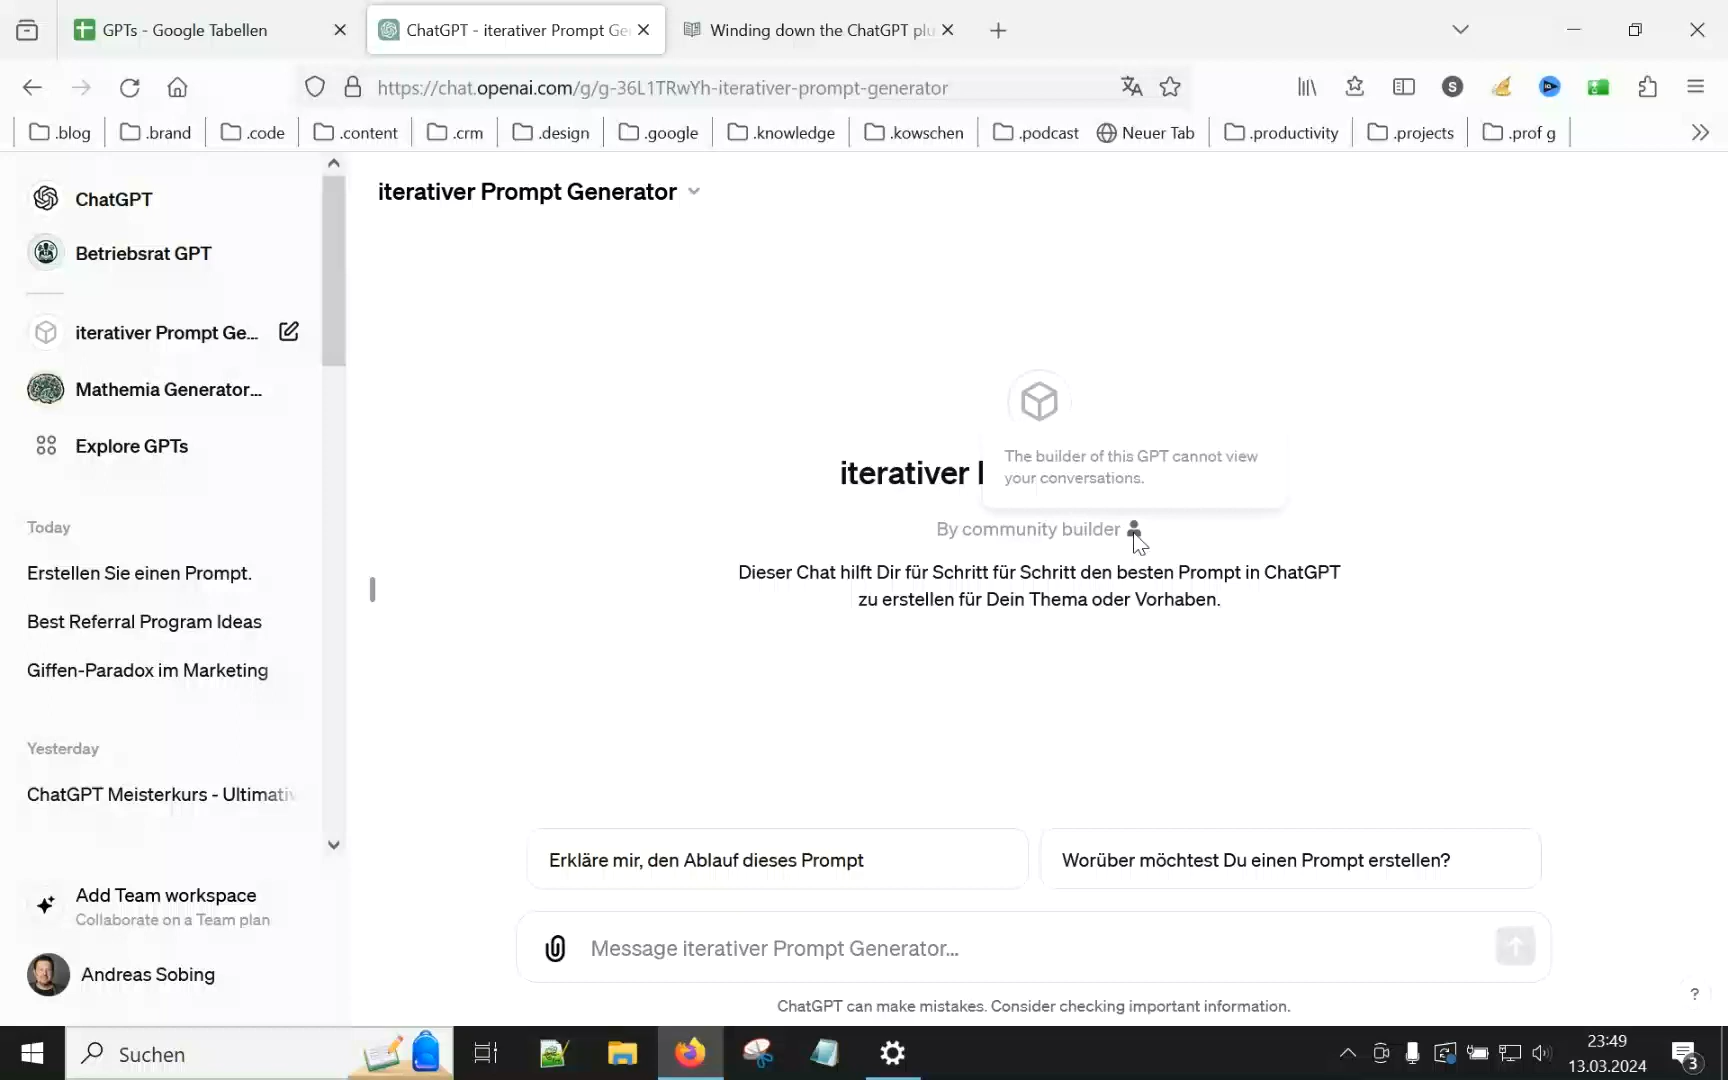 GPTs - Google Tabellen
ChatGPT - iterativer Prompt Ge
Winding down the ChatGPT plu
https://chat.openai.com/g/g-36L1TRwYh-iterativer-prompt-generator
.blog
.brand
.code
.content
.crm
.design
.google
.knowledge
.kowschen
.podcast
Neuer Tab
.productivity
.projects
.prof g
ChatGPT
Betriebsrat GPT
iterativer Prompt Ge...
Mathemia Generator...
Explore GPTs
Today
Erstellen Sie einen Prompt.
Best Referral Program Ideas
Giffen-Paradox im Marketing
Yesterday
ChatGPT Meisterkurs - Ultimativ
Add Team workspace
Collaborate on a Team plan
Andreas Sobing
iterativer Prompt Generator
The builder of this GPT cannot view
your conversations.
iterativer
By community builder
Dieser Chat hilft Dir für Schritt für Schritt den besten Prompt in ChatGPT
zu erstellen für Dein Thema oder Vorhaben.
Erkläre mir, den Ablauf dieses Prompt
Worüber möchtest Du einen Prompt erstellen?
Message iterativer Prompt Generator...
ChatGPT can make mistakes. Consider checking important information.
?
Suchen
23:49
13.03.2024
3